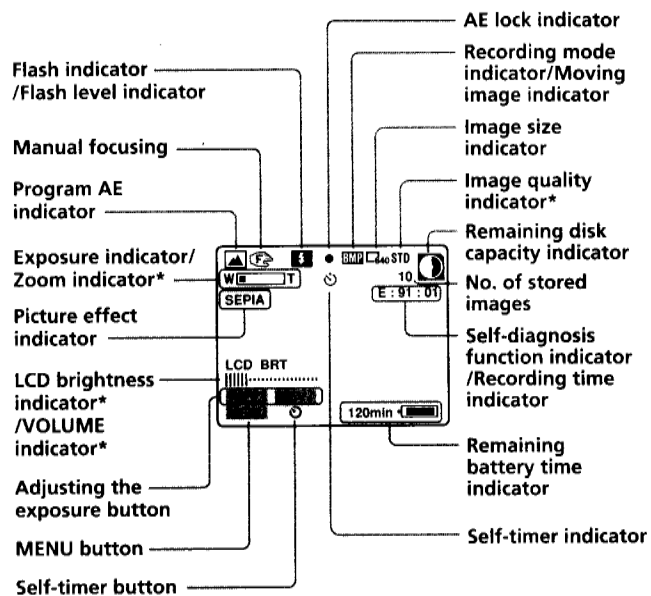 AE lock indicator
Recording mode
indicator/Moving
image indicator
Flash indicator
/Flash level indicator
Image size
indicator
Manual focusing
Image quality
indicator*
Program AE
indicator
Remaining disk
capacity indicator
Exposure indicator/
Zoom indicator*
No. of stored
images
Picture effect
indicator
Self-diagnosis
function indicator
/Recording time
indicator
LCD brightness
indicator*
/VOLUME
indicator*
Remaining
battery time
indicator
Adjusting the
exposure button
MENU button
Self-timer indicator
Self-timer button
F BMP 640 STD
W T 10
SEPIA E : 91 : 01
LCD BRT
120min